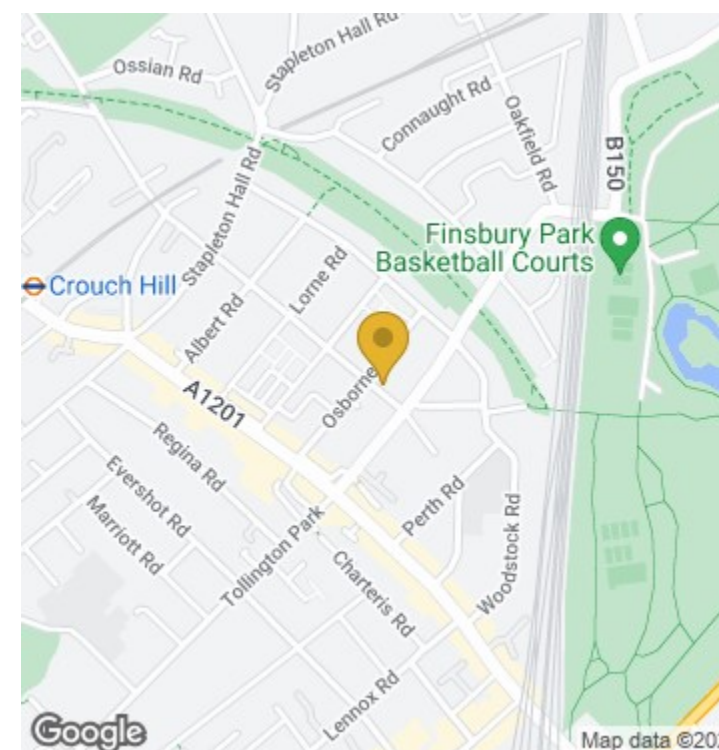 Ossian Rd
Stapleton Hall Rd
Connaught Rd
Oakfield Rd
B150
Stapleton Hall Rd
Finsbury Park
Basketball Courts
Lorne Rd
Crouch Hill
Albert Rd
Osborne
A1201
Regina Rd
Evershot Rd
Marriott Rd
Perth Rd
Tollington Park
Woodstock Rd
Charteris Rd
Lennox Rd
Google
Map data ©202